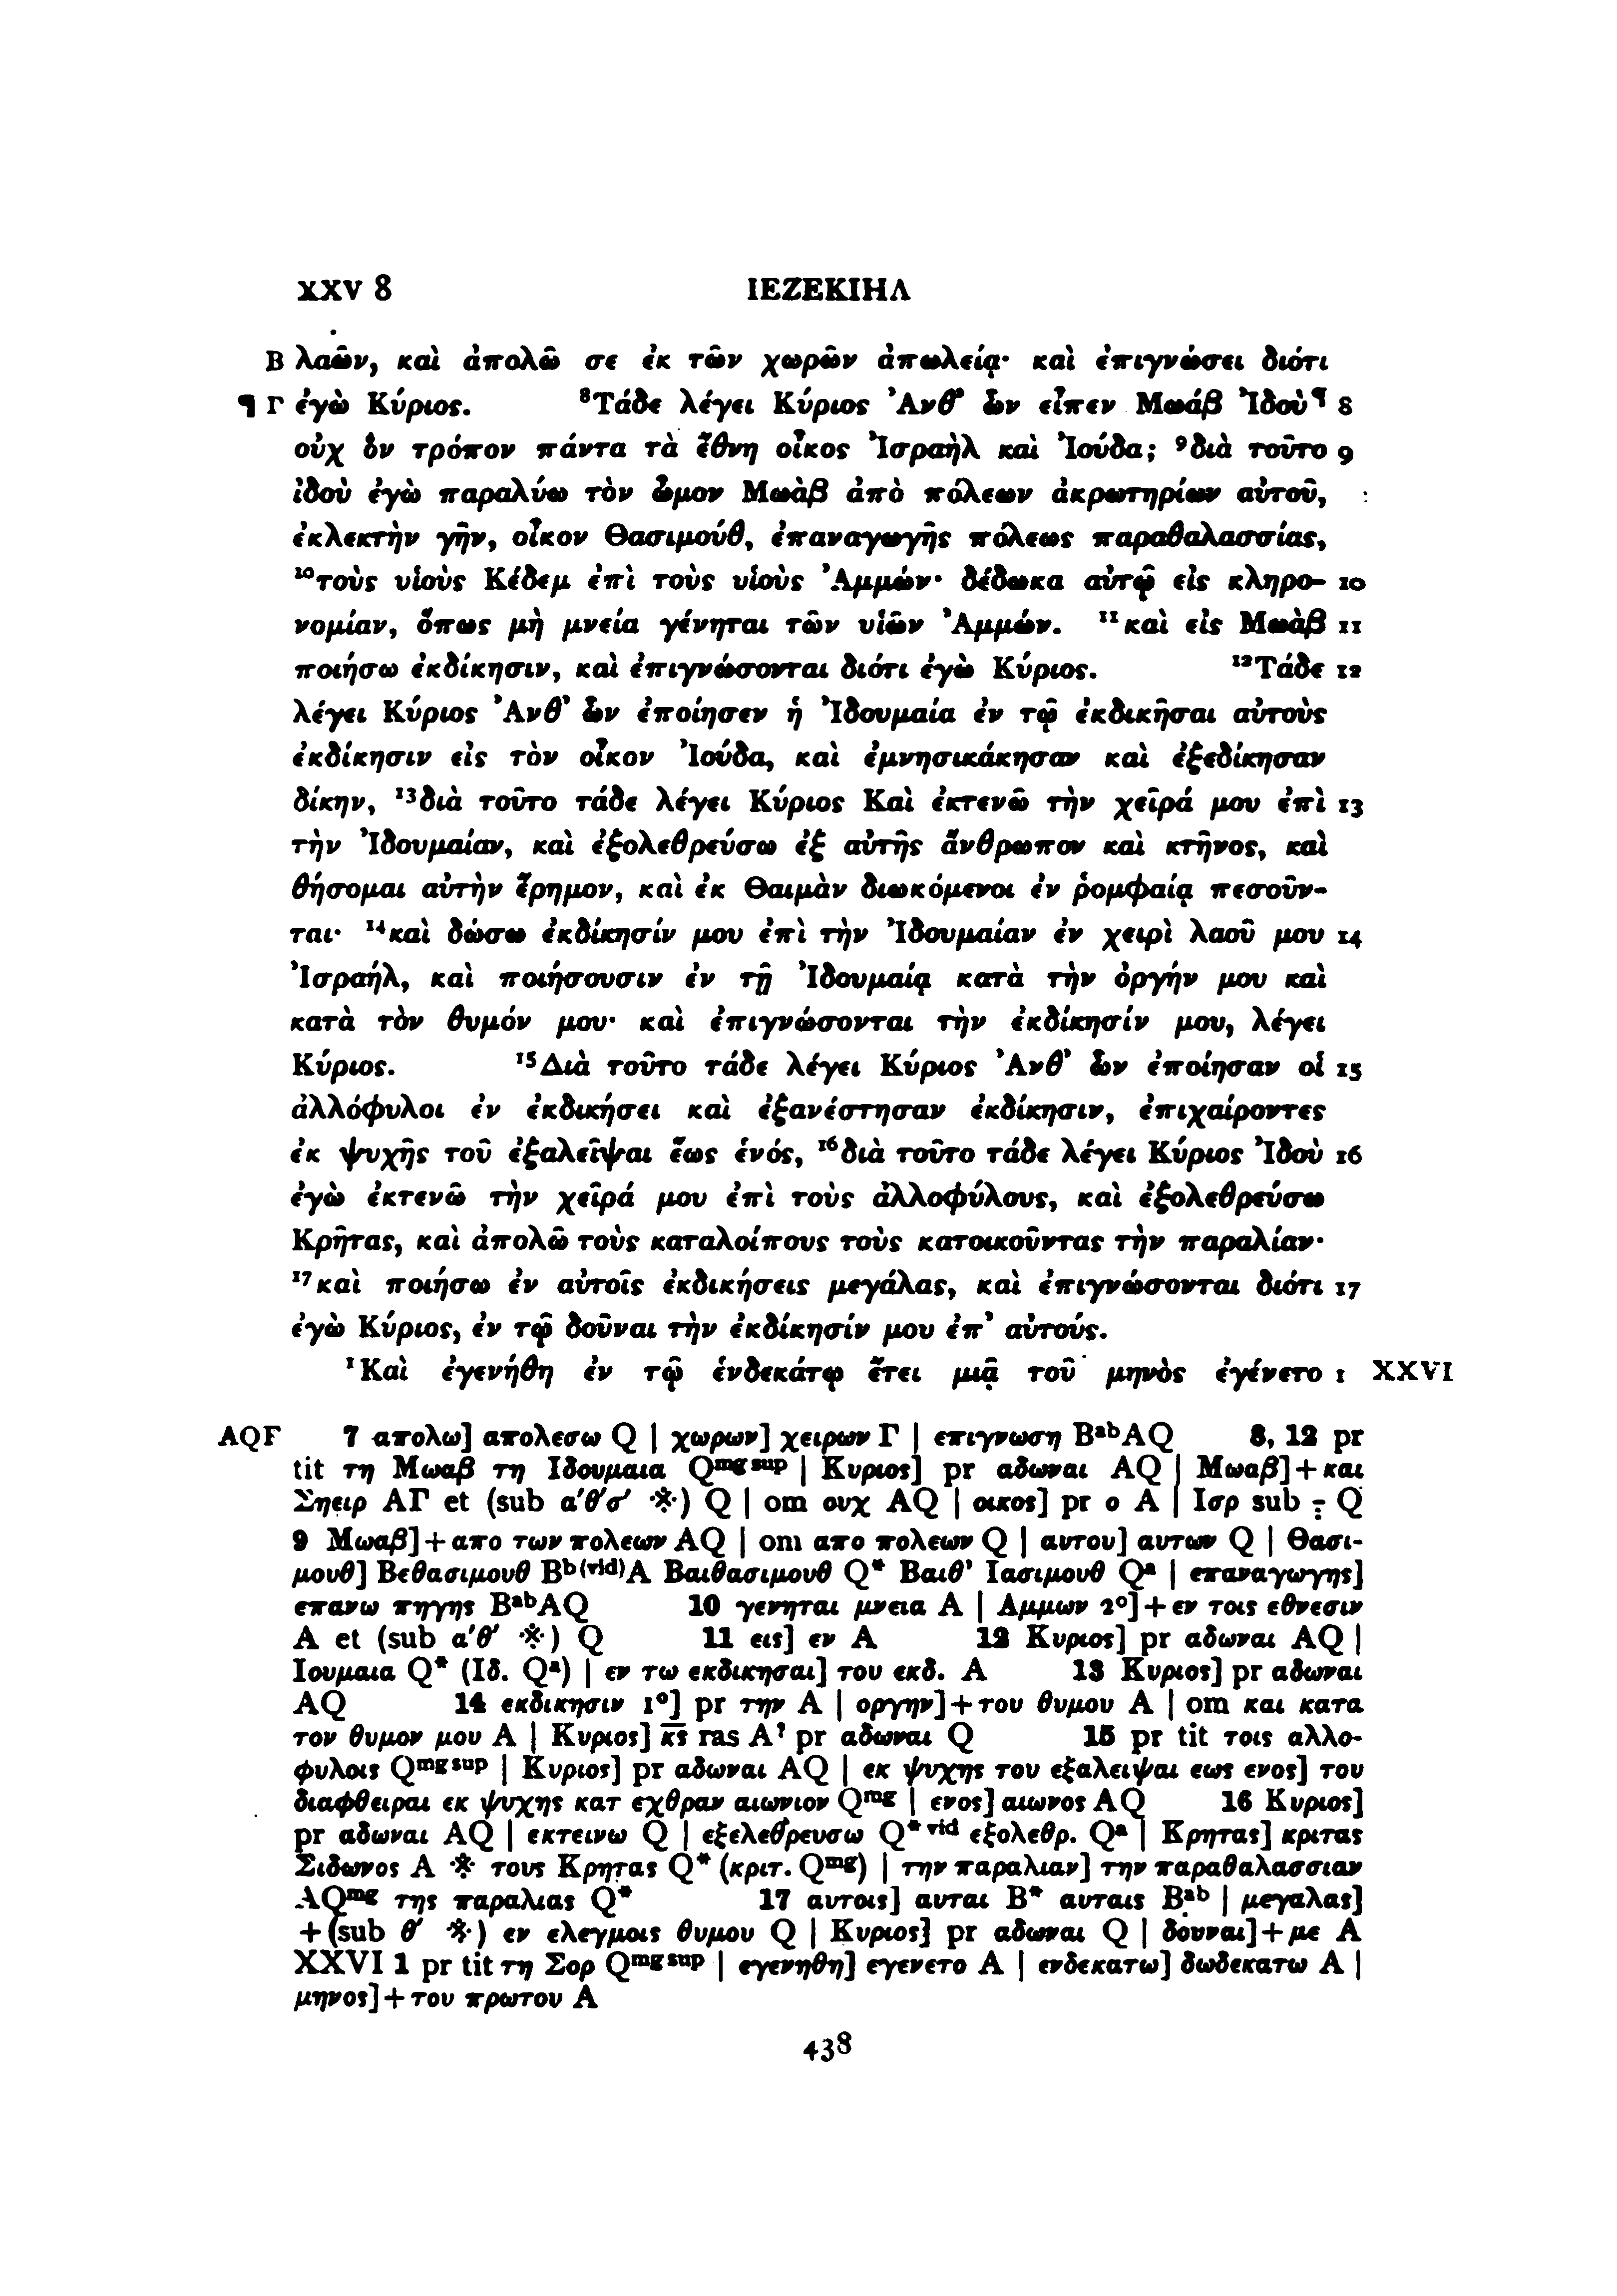 XXV 8 ΙΕΖΕΚΙΗΛ
B λαῶν, καὶ ἀπολῶ σε ἐκ τῶν χωρῶν ἀπωλείᾳ· καὶ ἐπιγνώσει διότι
¶ Γ ἐγὼ Κύριος. ⁸Τάδε λέγει Κύριος Ἀνθ᾽ ὧν εἶπεν Μωάβ Ἰδοὺ¶ 8
οὐχ ὃν τρόπον πάντα τὰ ἔθνη οἶκος Ἰσραὴλ καὶ Ἰούδα; ⁹διὰ τοῦτο 9
ἰδοὺ ἐγὼ παραλύω τὸν ὦμον Μωὰβ ἀπὸ πόλεων ἀκρωτηρίων αὐτοῦ,
ἐκλεκτὴν γῆν, οἶκον Θασιμούθ, ἐπαναγωγῆς πόλεως παραθαλασσίας,
¹⁰τοὺς υἱοὺς Κέδεμ ἐπὶ τοὺς υἱοὺς Ἀμμών· δέδωκα αὐτῷ εἰς κληρο- 10
νομίαν, ὅπως μὴ μνεία γένηται τῶν υἱῶν Ἀμμών. ¹¹καὶ εἰς Μωὰβ 11
ποιήσω ἐκδίκησιν, καὶ ἐπιγνώσονται διότι ἐγὼ Κύριος. ¹²Τάδε 12
λέγει Κύριος Ἀνθ᾽ ὧν ἐποίησεν ἡ Ἰδουμαία ἐν τῷ ἐκδικῆσαι αὐτοὺς
ἐκδίκησιν εἰς τὸν οἶκον Ἰούδα, καὶ ἐμνησικάκησαν καὶ ἐξεδίκησαν
δίκην, ¹³διὰ τοῦτο τάδε λέγει Κύριος Καὶ ἐκτενῶ τὴν χεῖρά μου ἐπὶ 13
τὴν Ἰδουμαίαν, καὶ ἐξολεθρεύσω ἐξ αὐτῆς ἄνθρωπον καὶ κτῆνος, καὶ
θήσομαι αὐτὴν ἔρημον, καὶ ἐκ Θαιμὰν διωκόμενοι ἐν ῥομφαίᾳ πεσοῦν-
ται· ¹⁴καὶ δώσω ἐκδίκησίν μου ἐπὶ τὴν Ἰδουμαίαν ἐν χειρὶ λαοῦ μου 14
Ἰσραήλ, καὶ ποιήσουσιν ἐν τῇ Ἰδουμαίᾳ κατὰ τὴν ὀργήν μου καὶ
κατὰ τὸν θυμόν μου· καὶ ἐπιγνώσονται τὴν ἐκδίκησίν μου, λέγει
Κύριος. ¹⁵Διὰ τοῦτο τάδε λέγει Κύριος Ἀνθ᾽ ὧν ἐποίησαν οἱ 15
ἀλλόφυλοι ἐν ἐκδικήσει καὶ ἐξανέστησαν ἐκδίκησιν, ἐπιχαίροντες
ἐκ ψυχῆς τοῦ ἐξαλεῖψαι ἕως ἑνός, ¹⁶διὰ τοῦτο τάδε λέγει Κύριος Ἰδοὺ 16
ἐγὼ ἐκτενῶ τὴν χεῖρά μου ἐπὶ τοὺς ἀλλοφύλους, καὶ ἐξολεθρεύσω
Κρῆτας, καὶ ἀπολῶ τοὺς καταλοίπους τοὺς κατοικοῦντας τὴν παραλίαν·
¹⁷καὶ ποιήσω ἐν αὐτοῖς ἐκδικήσεις μεγάλας, καὶ ἐπιγνώσονται διότι 17
ἐγὼ Κύριος, ἐν τῷ δοῦναι τὴν ἐκδίκησίν μου ἐπ᾽ αὐτούς.
¹Καὶ ἐγενήθη ἐν τῷ ἑνδεκάτῳ ἔτει μιᾷ τοῦ μηνὸς ἐγένετο 1 XXVI
AQΓ 7 απολω] απολεσω Q | χωρων] χειρων Γ | επιγνωση BᵃᵇAQ 8, 12 pr
tit τη Μωαβ τη Ιδουμαια Qᵐᵍ ˢᵘᵖ | Κυριος] pr αδωναι AQ | Μωαβ]+και
Σηειρ ΑΓ et (sub α′θ′σ′ ※) Q | om ουχ AQ | οικος] pr ο A | Ισρ sub ÷ Q
9 Μωαβ]+απο των πολεων AQ | om απο πολεων Q | αυτου] αυτων Q | Θασι-
μουθ] Βεθασιμουθ Bᵇ⁽ᵛⁱᵈ⁾A Βαιθασιμουθ Q* Βαιθ᾽ Ιασιμουθ Qᵃ | επαναγωγης]
επανω πηγης BᵃᵇAQ 10 γενηται μνεια A | Αμμων 2°]+εν τοις εθνεσιν
A et (sub α′θ′ ※) Q 11 εις] εν A 12 Κυριος] pr αδωναι AQ |
Ιουμαια Q* (Ιδ. Qᵃ) | εν τω εκδικησαι] του εκδ. A 13 Κυριος] pr αδωναι
AQ 14 εκδικησιν 1°] pr την A | οργην]+του θυμου A | om και κατα
τον θυμον μου A | Κυριος] κ̅ς̅ ras A? pr αδωναι Q 15 pr tit τοις αλλο-
φυλοις Qᵐᵍ ˢᵘᵖ | Κυριος] pr αδωναι AQ | εκ ψυχης του εξαλειψαι εως ενος] του
διαφθειραι εκ ψυχης κατ εχθραν αιωνιον Qᵐᵍ | ενος] αιωνος AQ 16 Κυριος]
pr αδωναι AQ | εκτεινω Q | εξελεθρευσω Q*ᵛⁱᵈ εξολεθρ. Qᵃ | Κρητας] κριτας
Σιδωνος A ※ τους Κρητας Q* (κριτ. Qᵐᵍ) | την παραλιαν] την παραθαλασσιαν
AQᵐᵍ της παραλιας Q* 17 αυτοις] αυται B* αυταις Bᵃᵇ | μεγαλας]
+(sub θ′ ※) εν ελεγμοις θυμου Q | Κυριος] pr αδωναι Q | δουναι]+με A
XXVI 1 pr tit τη Σορ Qᵐᵍ ˢᵘᵖ | εγενηθη] εγενετο A | ενδεκατω] δωδεκατω A |
μηνος]+του πρωτου A
438